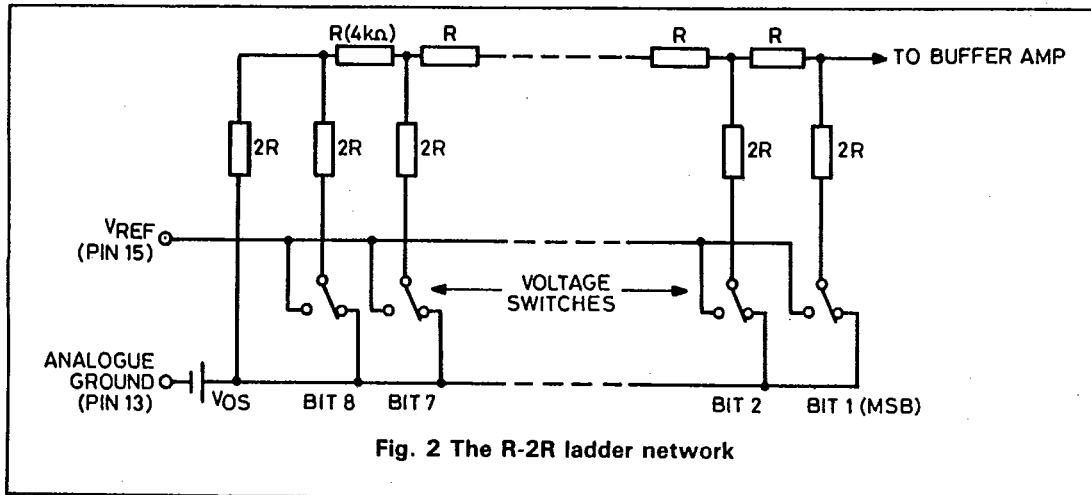 R(4kΩ) R R R
TO BUFFER AMP
2R 2R 2R 2R 2R
VREF
(PIN 15)
VOLTAGE
SWITCHES
ANALOGUE
GROUND
(PIN 13)
VOS BIT 8 BIT 7 BIT 2 BIT 1 (MSB)
Fig. 2 The R-2R ladder network